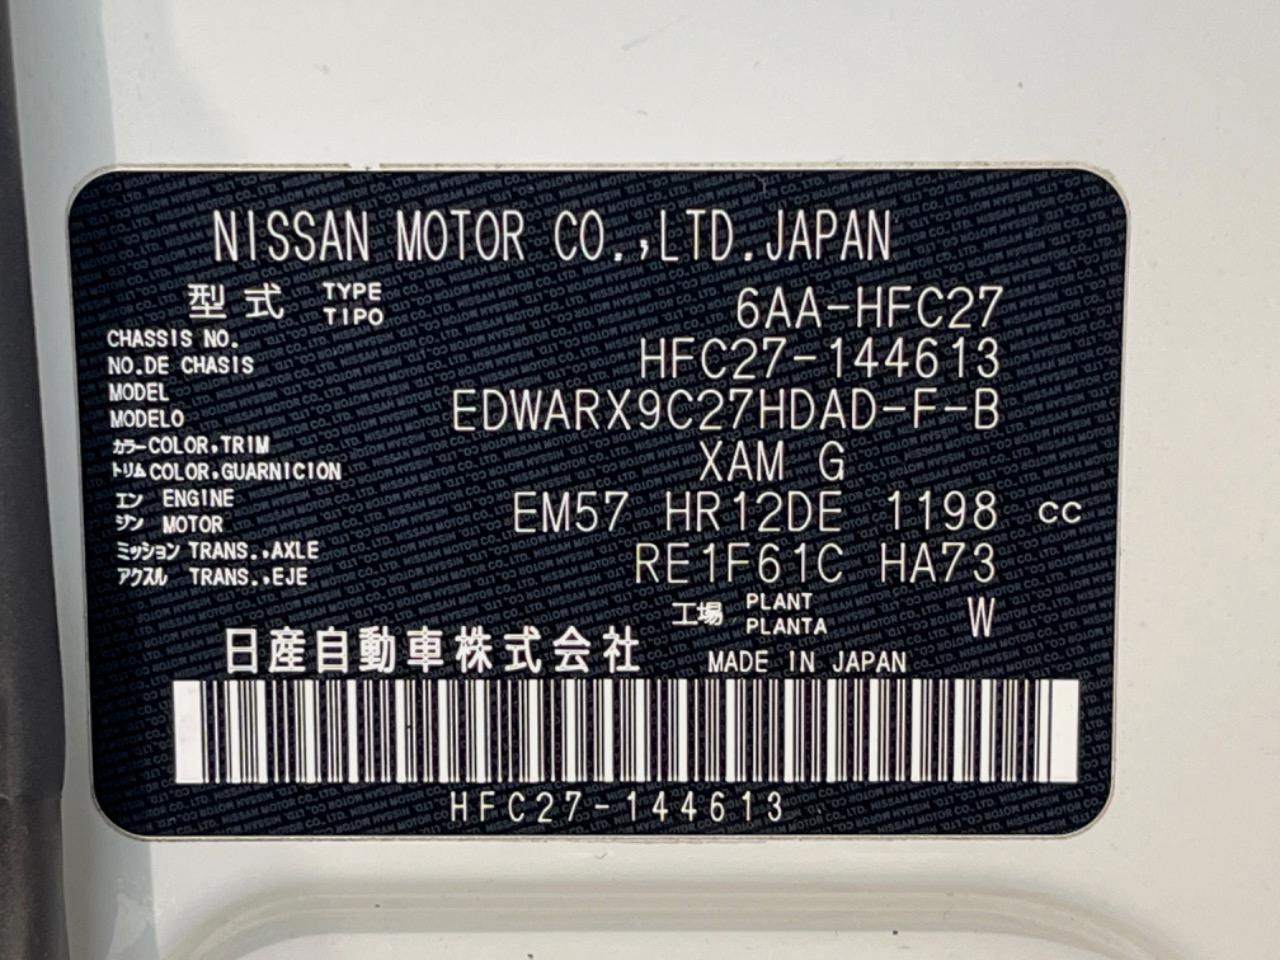 NISSAN MOTOR CO.,LTD.JAPAN
型式 TYPE TIPO 6AA-HFC27
CHASSIS NO.
NO.DE CHASIS HFC27-144613
MODEL
MODELO EDWARX9C27HDAD-F-B
カラー COLOR,TRIM
トリム COLOR,GUARNICION XAM G
エン ENGINE
ジン MOTOR EM57 HR12DE 1198 cc
ミッション TRANS.,AXLE
アクスル TRANS.,EJE RE1F61C HA73
工場 PLANT PLANTA W
日産自動車株式会社 MADE IN JAPAN
HFC27-144613